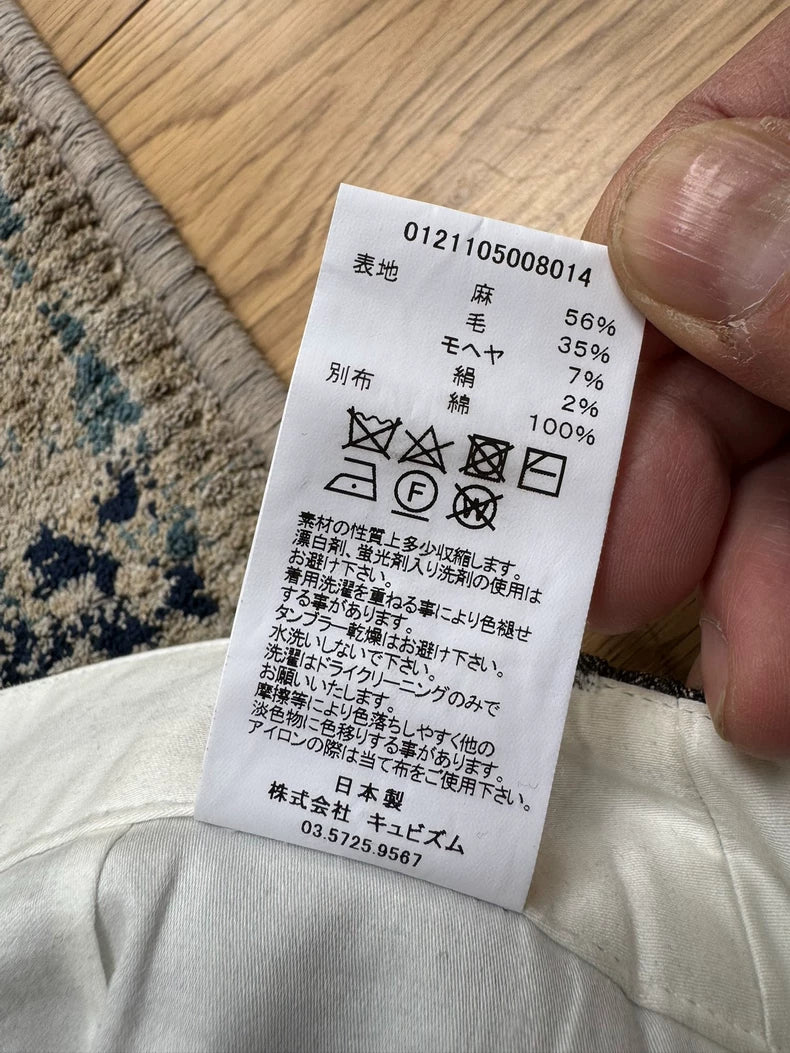 0121105008014
表地 麻 56%
毛 35%
モヘヤ 7%
絹 2%
別布 綿 100%
F
W
素材の性質上多少収縮します。
漂白剤、蛍光剤入り洗剤の使用は
お避け下さい。
着用洗濯を重ねる事により色褪せ
する事があります。
タンブラー乾燥はお避け下さい。
水洗いしないで下さい。
洗濯はドライクリーニングのみで
お願いいたします。
摩擦等により色落ちしやすく他の
淡色物に色移りする事があります。
アイロンの際は当て布をご使用下さい。
日本製
株式会社 キュビズム
03.5725.9567